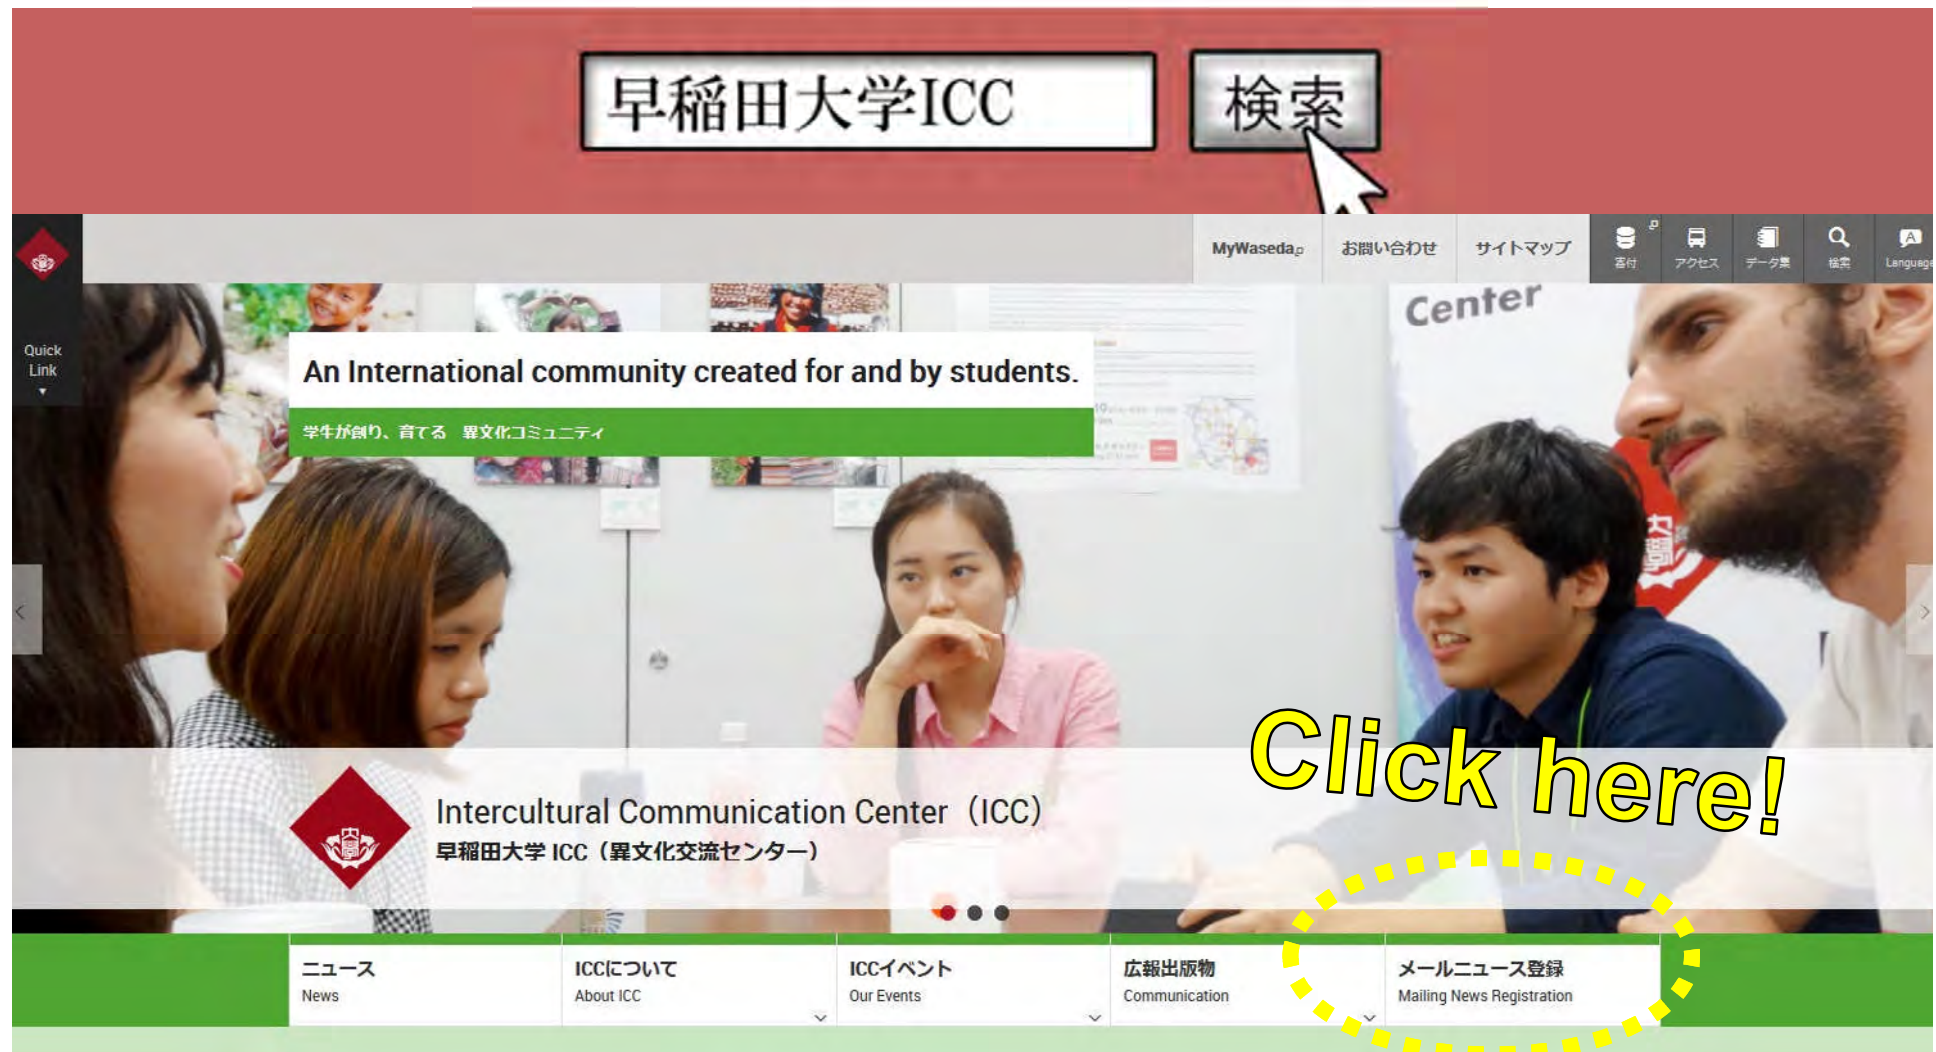 早稲田大学ICC 検索
MyWaseda お問い合わせ サイトマップ 寄付 アクセス データ集 検索 Language
Center
Quick
Link
An International community created for and by students.
学生が創り、育てる 異文化コミュニティ
Click here!
Intercultural Communication Center（ICC）
早稲田大学 ICC（異文化交流センター）
ニュース
News
ICCについて
About ICC
ICCイベント
Our Events
広報出版物
Communication
メールニュース登録
Mailing News Registration